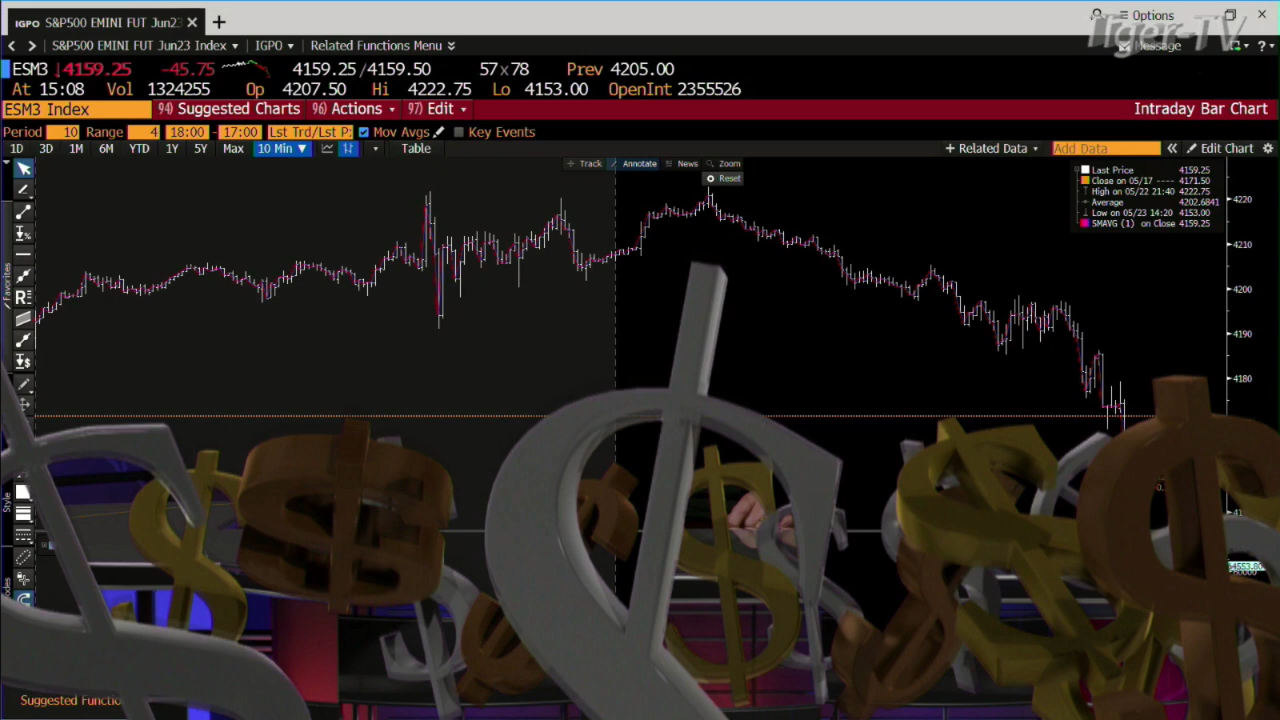 IGPO S&P500 EMINI FUT Jun23
Options
Tiger-TV
S&P500 EMINI FUT Jun23 Index IGPO Related Functions Menu
Message
ESM3 ↓4159.25 -45.75 4159.25/4159.50 57x78 Prev 4205.00
At 15:08 Vol 1324255 Op 4207.50 Hi 4222.75 Lo 4153.00 OpenInt 2355526
ESM3 Index 94) Suggested Charts 96) Actions 97) Edit Intraday Bar Chart
Period 10 Range 4 18:00 - 17:00 Lst Trd/Lst P Mov Avgs Key Events
1D 3D 1M 6M YTD 1Y 5Y Max 10 Min ▼ Table + Related Data Add Data « Edit Chart
Track Annotate News Zoom
Reset
Last Price 4159.25
Close on 05/17 ---- 4171.50
High on 05/22 21:40 4222.75
Average 4202.6841
Low on 05/23 14:20 4153.00
SMAVG (1) on Close 4159.25
4220
4210
4200
4190
4180
Favorites
Style
Suggested Functio